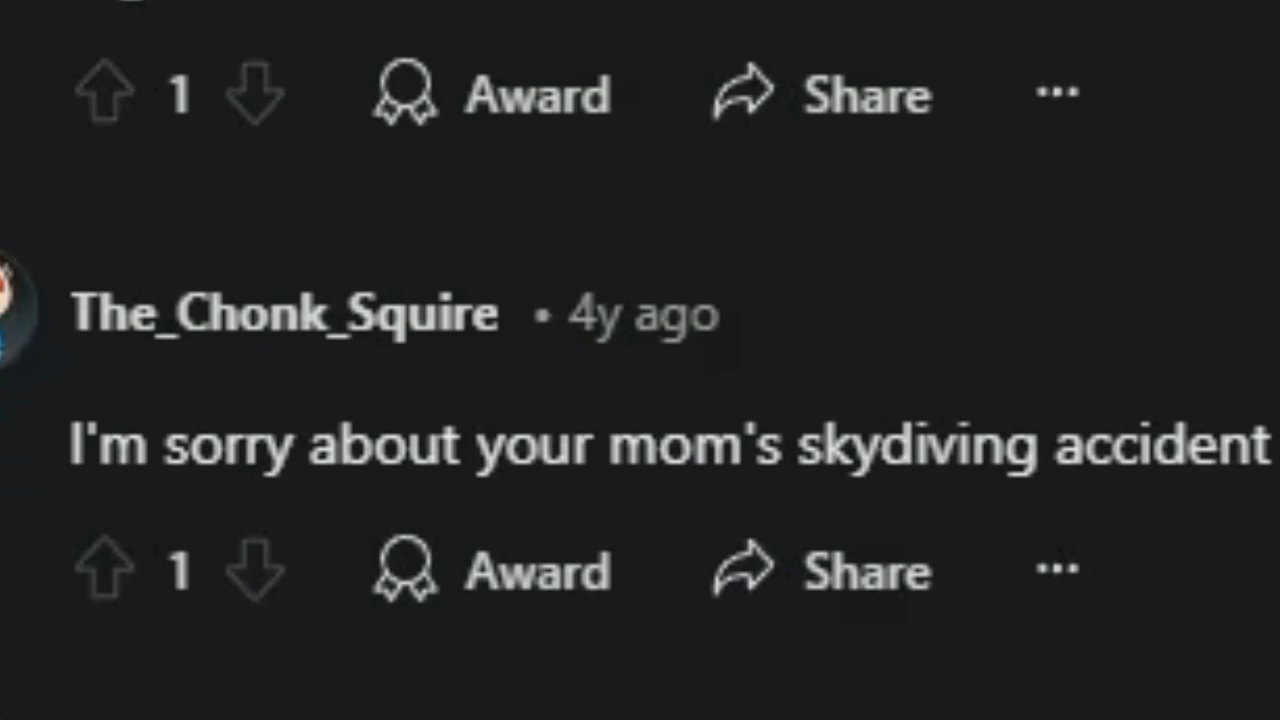 1 Award Share ...
The_Chonk_Squire • 4y ago
I'm sorry about your mom's skydiving accident
1 Award Share ...